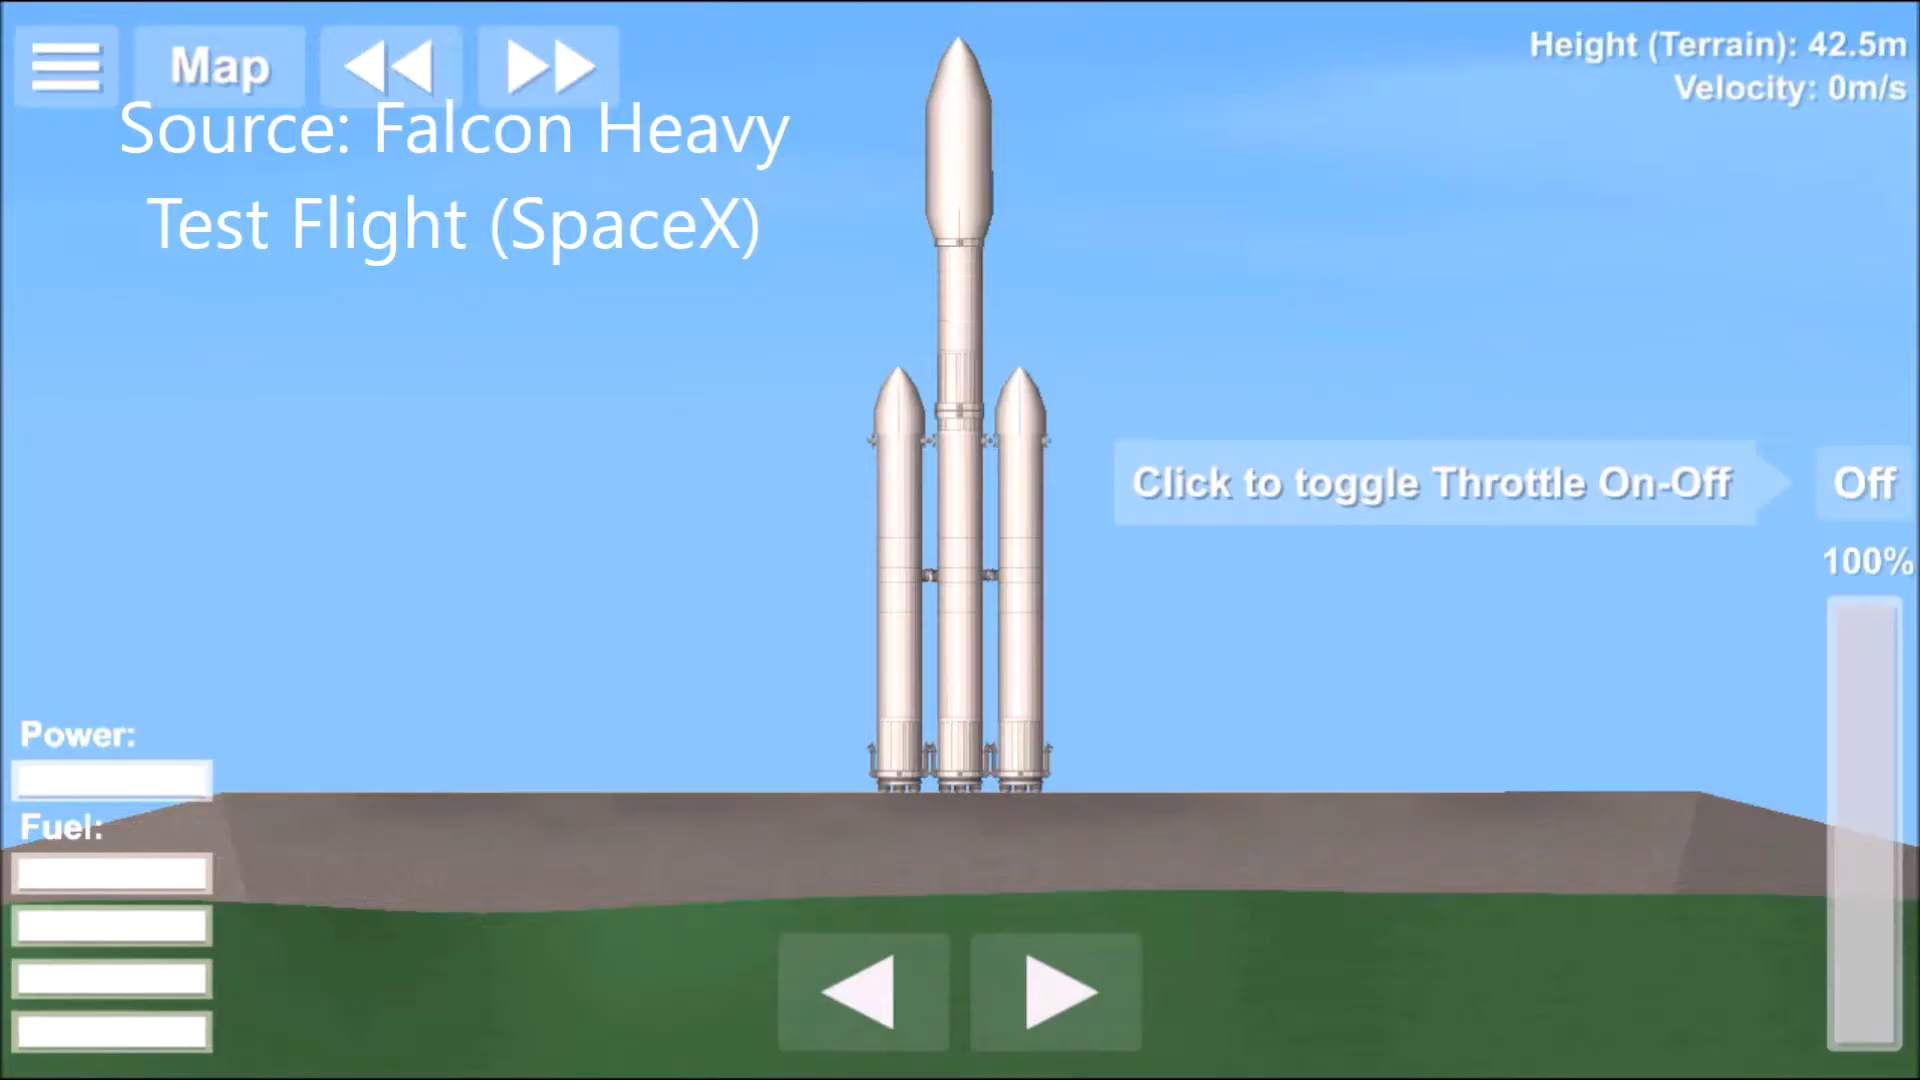 Map
Height (Terrain): 42.5m
Velocity: 0m/s
Source: Falcon Heavy
Test Flight (SpaceX)
Click to toggle Throttle On-Off
Off
100%
Power:
Fuel: